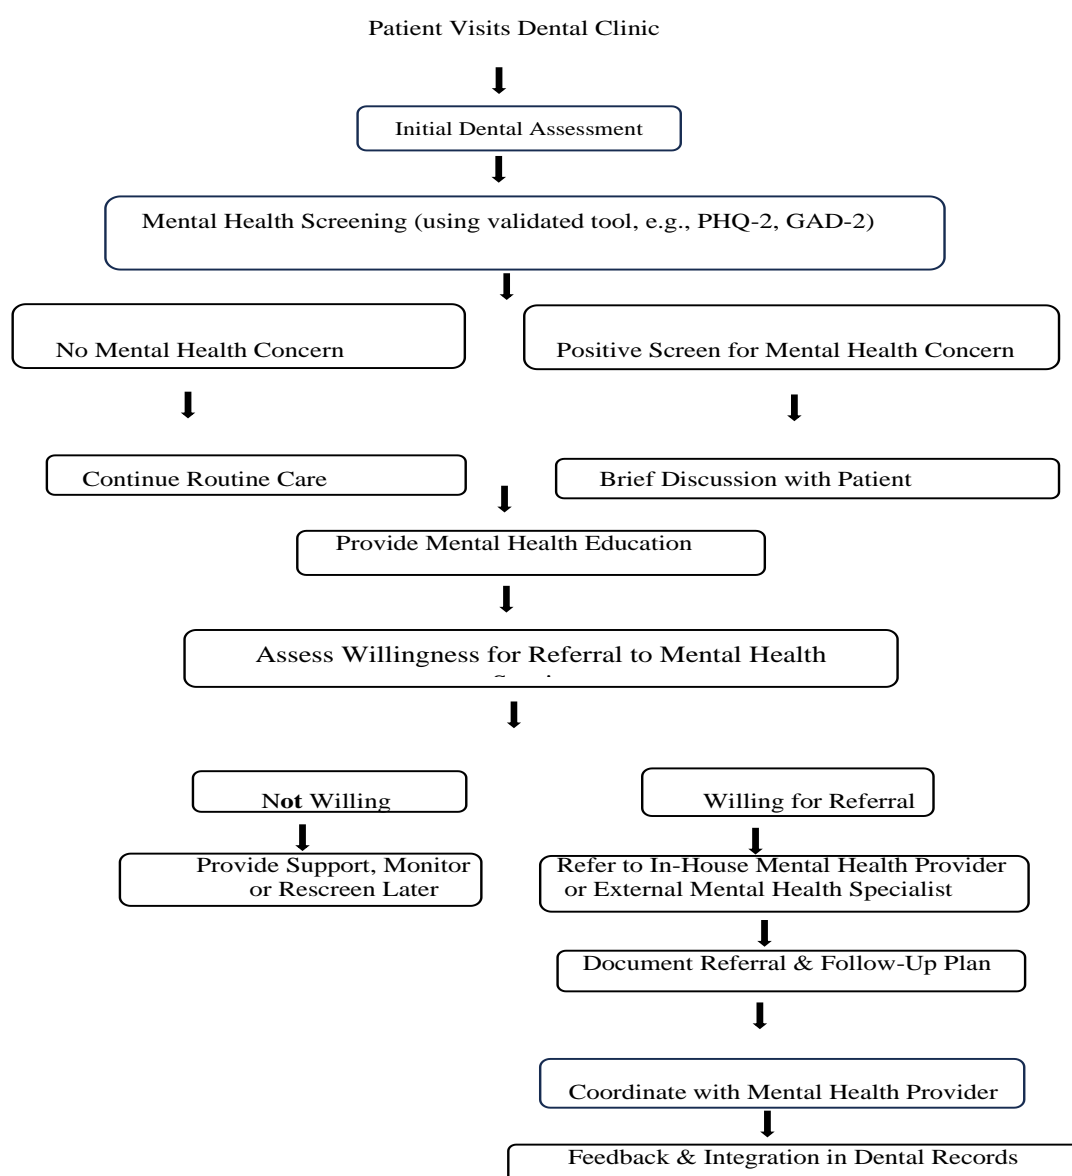 Patient Visits Dental Clinic
Initial Dental Assessment
Mental Health Screening (using validated tool, e.g., PHQ-2, GAD-2)
No Mental Health Concern
Positive Screen for Mental Health Concern
Continue Routine Care
Brief Discussion with Patient
Provide Mental Health Education
Assess Willingness for Referral to Mental Health
Not Willing
Willing for Referral
Provide Support, Monitor
or Rescreen Later
Refer to In-House Mental Health Provider
or External Mental Health Specialist
Document Referral & Follow-Up Plan
Coordinate with Mental Health Provider
Feedback & Integration in Dental Records